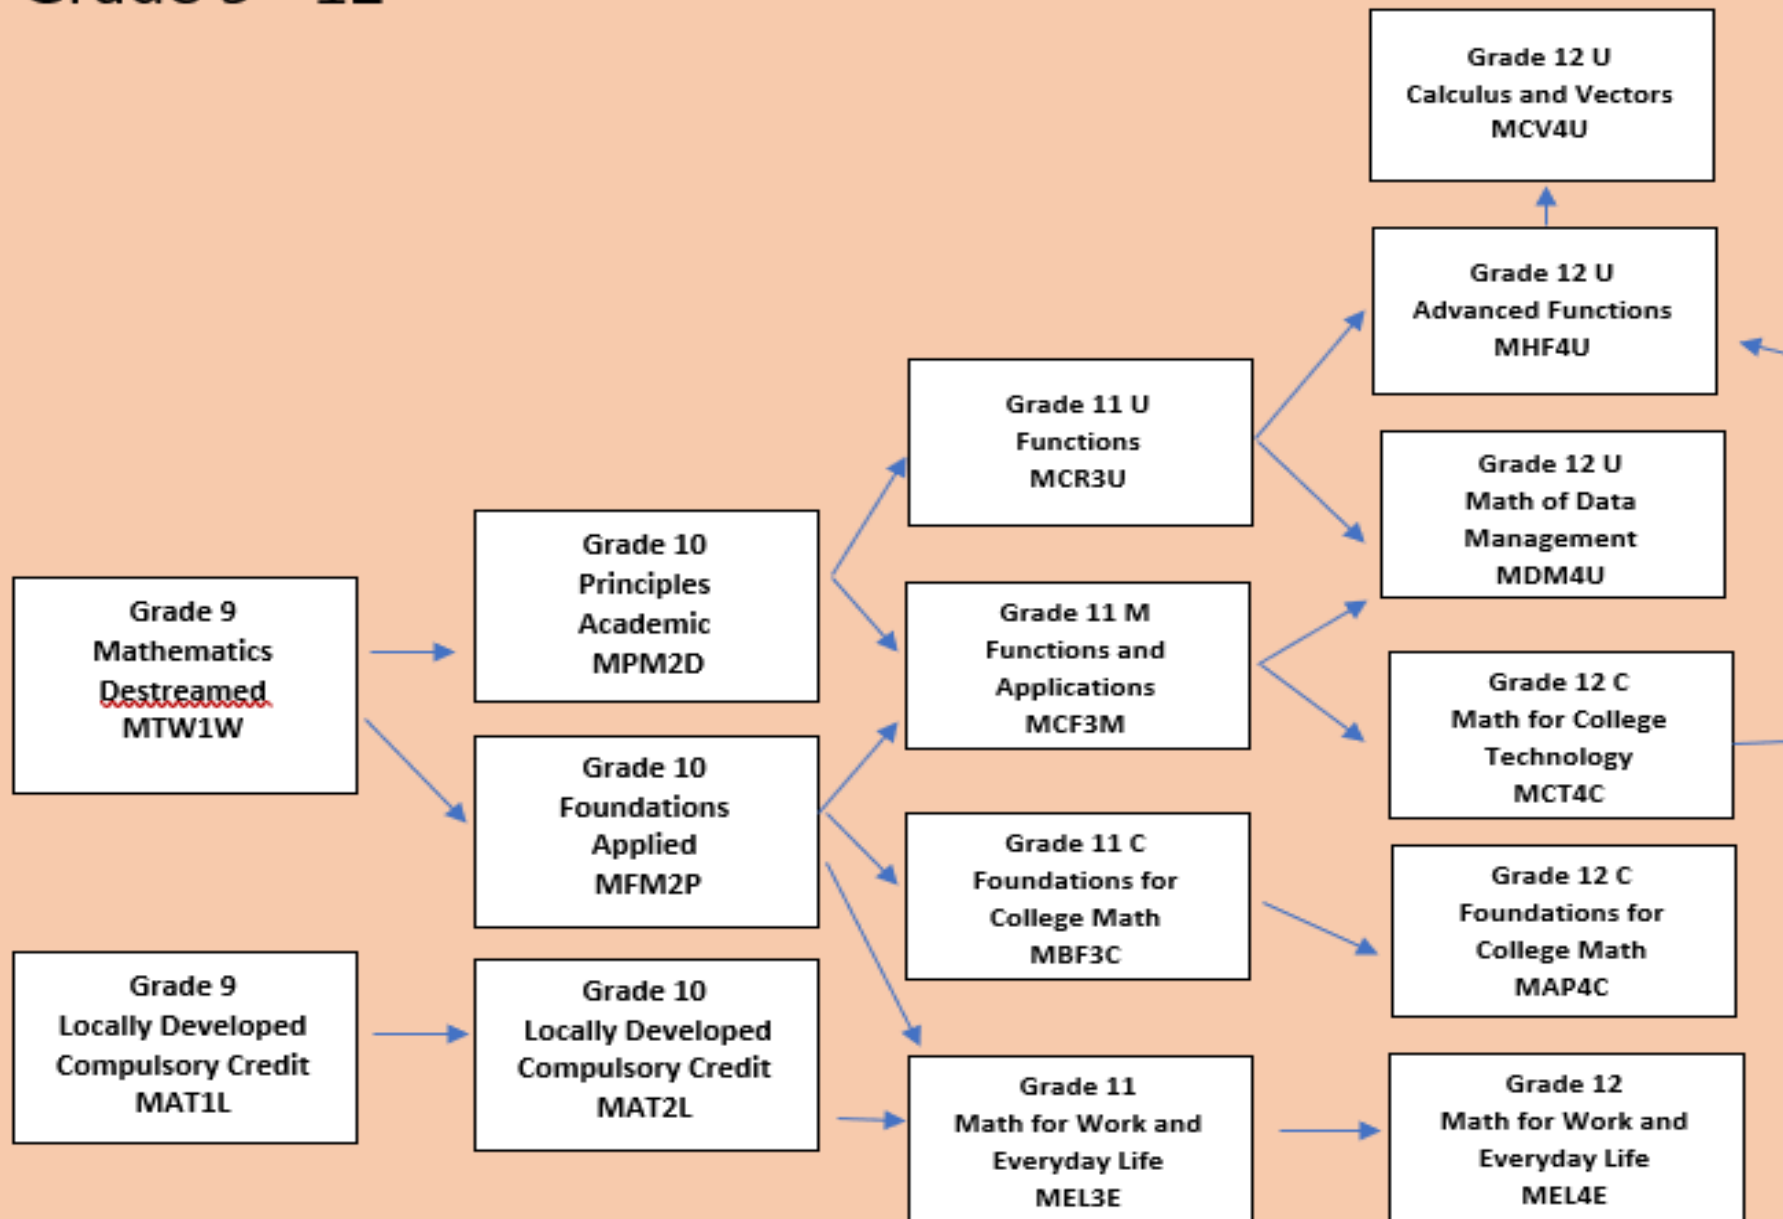 Grade 9 - 12
Grade 12 U
Calculus and Vectors
MCV4U
Grade 12 U
Advanced Functions
MHF4U
Grade 11 U
Functions
MCR3U
Grade 12 U
Math of Data
Management
MDM4U
Grade 10
Principles
Academic
MPM2D
Grade 9
Mathematics
Destreamed
MTW1W
Grade 11 M
Functions and
Applications
MCF3M
Grade 12 C
Math for College
Technology
MCT4C
Grade 10
Foundations
Applied
MFM2P
Grade 11 C
Foundations for
College Math
MBF3C
Grade 12 C
Foundations for
College Math
MAP4C
Grade 9
Locally Developed
Compulsory Credit
MAT1L
Grade 10
Locally Developed
Compulsory Credit
MAT2L
Grade 11
Math for Work and
Everyday Life
MEL3E
Grade 12
Math for Work and
Everyday Life
MEL4E